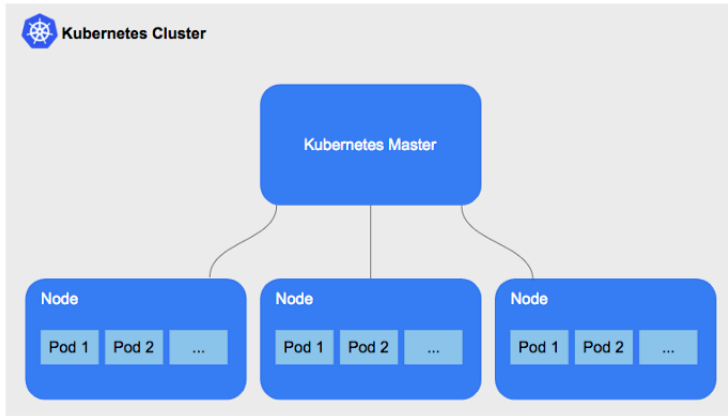 Kubernetes Cluster
Kubernetes Master
Node
Pod 1
Pod 2
...
Node
Pod 1
Pod 2
...
Node
Pod 1
Pod 2
...